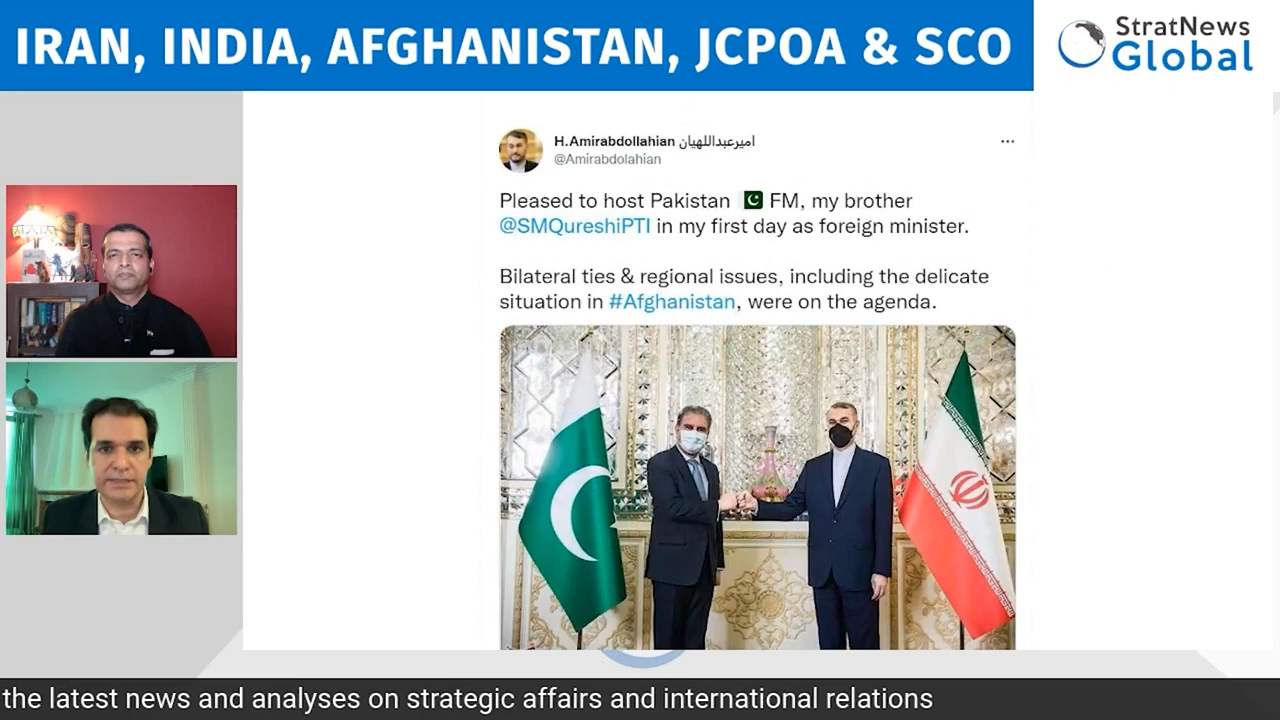 IRAN, INDIA, AFGHANISTAN, JCPOA & SCO
StratNews
Global
H.Amirabdollahian امیرعبداللهیان
@Amirabdolahian
Pleased to host Pakistan 🇵🇰 FM, my brother
@SMQureshiPTI in my first day as foreign minister.
Bilateral ties & regional issues, including the delicate
situation in #Afghanistan, were on the agenda.
the latest news and analyses on strategic affairs and international relations